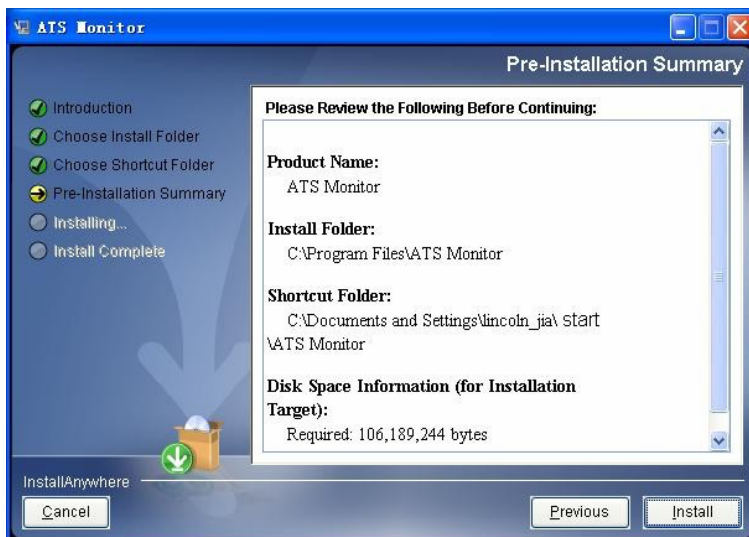 ATS Monitor
Pre-Installation Summary
Introduction
Choose Install Folder
Choose Shortcut Folder
Pre-Installation Summary
Installing...
Install Complete
Please Review the Following Before Continuing:
Product Name:
ATS Monitor
Install Folder:
C:\Program Files\ATS Monitor
Shortcut Folder:
C:\Documents and Settings\lincoln_jia\ start
\ATS Monitor
Disk Space Information (for Installation
Target):
Required: 106,189,244 bytes
InstallAnywhere
Cancel
Previous
Install